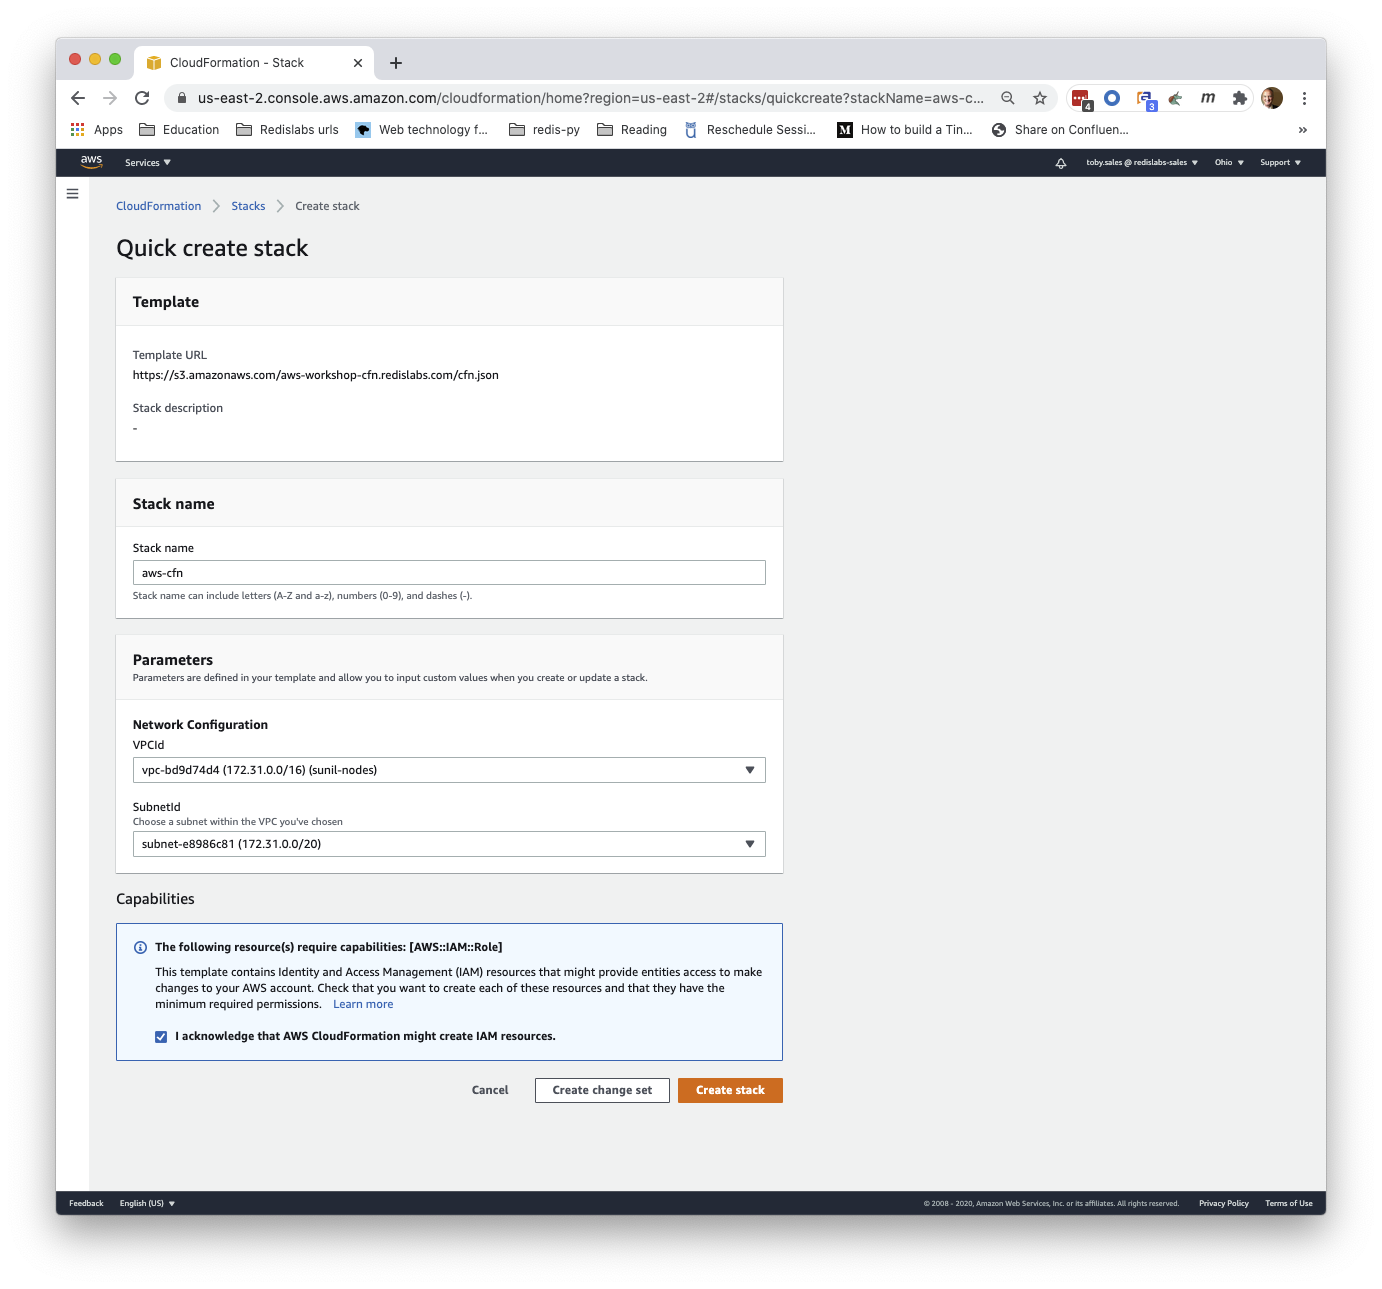 CloudFormation - Stack
us-east-2.console.aws.amazon.com/cloudformation/home?region=us-east-2#/stacks/quickcreate?stackName=aws-c...
4
3
m
Apps Education Redislabs urls Web technology f... redis-py Reading Reschedule Sessi... M How to build a Tin... Share on Confluen... »
aws Services toby.sales @ redislabs-sales Ohio Support
CloudFormation Stacks Create stack
Quick create stack
Template
Template URL
https://s3.amazonaws.com/aws-workshop-cfn.redislabs.com/cfn.json
Stack description
-
Stack name
Stack name
aws-cfn
Stack name can include letters (A-Z and a-z), numbers (0-9), and dashes (-).
Parameters
Parameters are defined in your template and allow you to input custom values when you create or update a stack.
Network Configuration
VPCId
vpc-bd9d74d4 (172.31.0.0/16) (sunil-nodes)
SubnetId
Choose a subnet within the VPC you've chosen
subnet-e8986c81 (172.31.0.0/20)
Capabilities
The following resource(s) require capabilities: [AWS::IAM::Role]
This template contains Identity and Access Management (IAM) resources that might provide entities access to make
changes to your AWS account. Check that you want to create each of these resources and that they have the
minimum required permissions. Learn more
I acknowledge that AWS CloudFormation might create IAM resources.
Cancel Create change set Create stack
Feedback English (US) © 2008 - 2020, Amazon Web Services, Inc. or its affiliates. All rights reserved. Privacy Policy Terms of Use